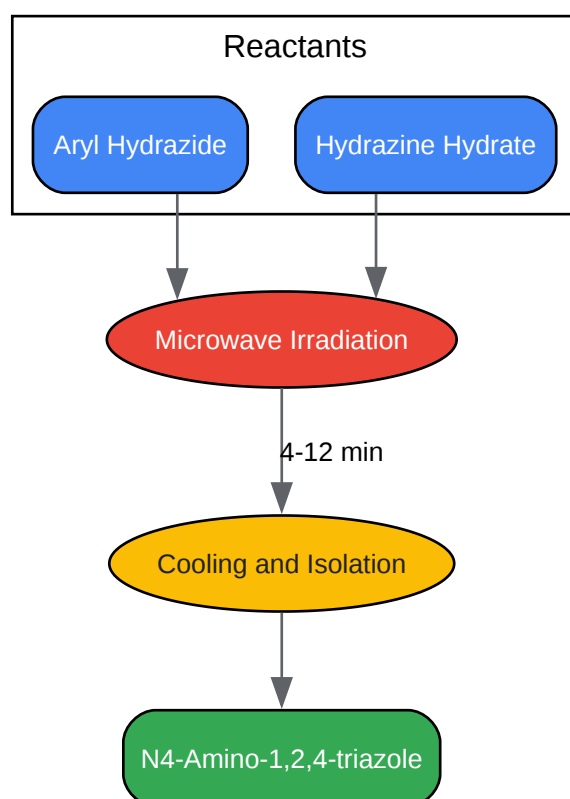 Reactants
Aryl Hydrazide
Hydrazine Hydrate
Microwave Irradiation
4-12 min
Cooling and Isolation
N4-Amino-1,2,4-triazole